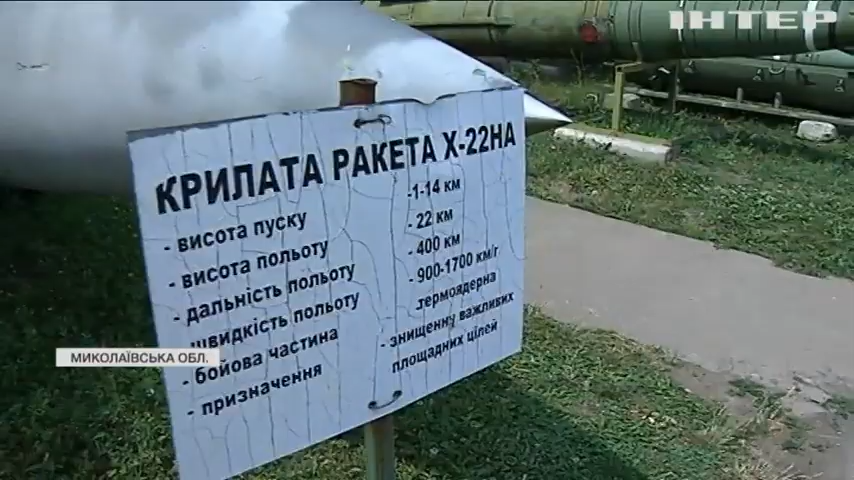 ІНТЕР
КРИЛАТА РАКЕТА Х-22НА
- висота пуску -1-14 км
- висота польоту - 22 км
- дальність польоту - 400 км
- швидкість польоту - 900-1700 км/г
- бойова частина - термоядерна
- призначення - знищення важливих
площадних цілей
МИКОЛАЇВСЬКА ОБЛ.